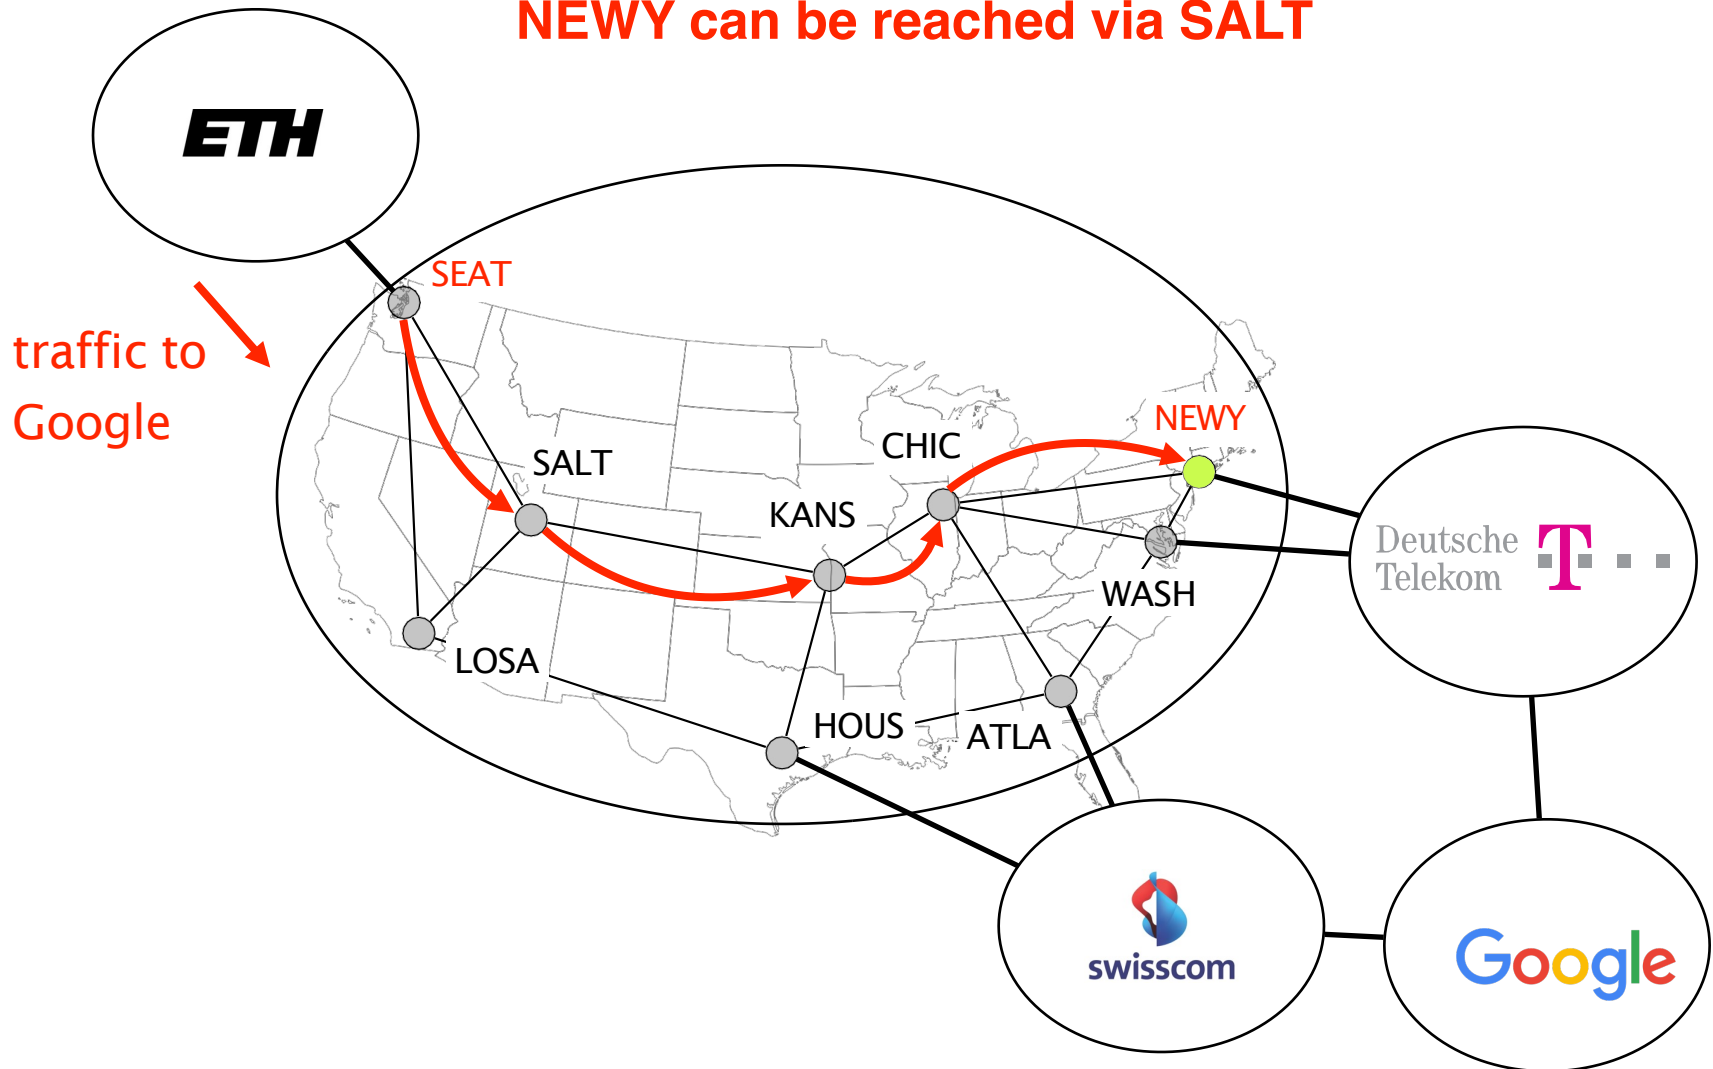 NEWY can be reached via SALT
ETH
SEAT
traffic to
Google
NEWY
CHIC
SALT
KANS
Deutsche
Telekom
T
WASH
LOSA
HOUS
ATLA
swisscom
Google